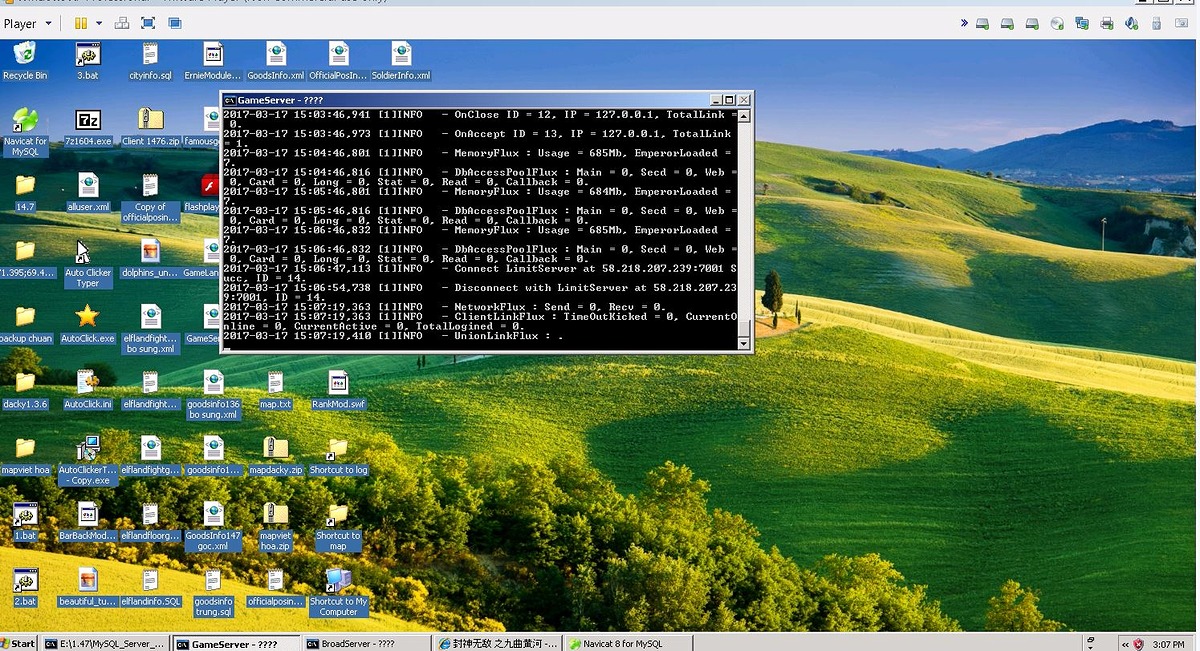 Player
Recycle Bin
3.bat
cityinfo.sql
ErnieModule...
GoodsInfo.xml
OfficialPosIn...
SoldierInfo.xml
Navicat for
MySQL
7z1604.exe
Client 1476.zip
famousg
14.7
alluser.xml
Copy of
officialposin...
flashplay
1.395;69.4...
Auto Clicker
Typer
dolphins_un...
GameLan
backup chuan
AutoClick.exe
elflandfight...
bo sung.xml
GameSe
dacky1.3.6
AutoClick.ini
elflandfight...
goodsinfo136
bo sung.xml
map.txt
RankMod.swf
mapviet hoa
AutoClickerT...
- Copy.exe
elflandfightg...
goodsinfo1...
mapdacky.zip
Shortcut to log
1.bat
BarBackMod...
elflandfloorg...
GoodsInfo147
goc.xml
mapviet
hoa.zip
Shortcut to
map
2.bat
beautiful_tu...
elflandinfo.SQL
goodsinfo
trung.sql
officialposin...
Shortcut to My
Computer
GameServer - ????
2017-03-17 15:03:46,941 [1]INFO - OnClose ID = 12, IP = 127.0.0.1, TotalLink =
0.
2017-03-17 15:03:46,973 [1]INFO - OnAccept ID = 13, IP = 127.0.0.1, TotalLink
= 1.
2017-03-17 15:04:46,801 [1]INFO - MemoryFlux : Usage = 685Mb, EmperorLoaded =
7.
2017-03-17 15:04:46,816 [1]INFO - DbAccessPoolFlux : Main = 0, Secd = 0, Web =
0, Card = 0, Long = 0, Stat = 0, Read = 0, Callback = 0.
2017-03-17 15:05:46,801 [1]INFO - MemoryFlux : Usage = 684Mb, EmperorLoaded =
7.
2017-03-17 15:05:46,816 [1]INFO - DbAccessPoolFlux : Main = 0, Secd = 0, Web =
0, Card = 0, Long = 0, Stat = 0, Read = 0, Callback = 0.
2017-03-17 15:06:46,832 [1]INFO - MemoryFlux : Usage = 685Mb, EmperorLoaded =
7.
2017-03-17 15:06:46,832 [1]INFO - DbAccessPoolFlux : Main = 0, Secd = 0, Web =
0, Card = 0, Long = 0, Stat = 0, Read = 0, Callback = 0.
2017-03-17 15:06:47,113 [1]INFO - Connect LimitServer at 58.218.207.239:7001 S
ucc, ID = 14.
2017-03-17 15:06:54,738 [1]INFO - Disconnect with LimitServer at 58.218.207.23
9:7001, ID = 14.
2017-03-17 15:07:19,363 [1]INFO - NetworkFlux : Send = 0, Recv = 0.
2017-03-17 15:07:19,363 [1]INFO - ClientLinkFlux : TimeOutKicked = 0, CurrentO
nline = 0, CurrentActive = 0, TotalLogined = 0.
2017-03-17 15:07:19,410 [1]INFO - UnionLinkFlux : .
Start
E:\1.47\MySQL_Server_...
GameServer - ????
BroadServer - ????
封神无敌 之九曲黄河 -...
Navicat 8 for MySQL
3:07 PM